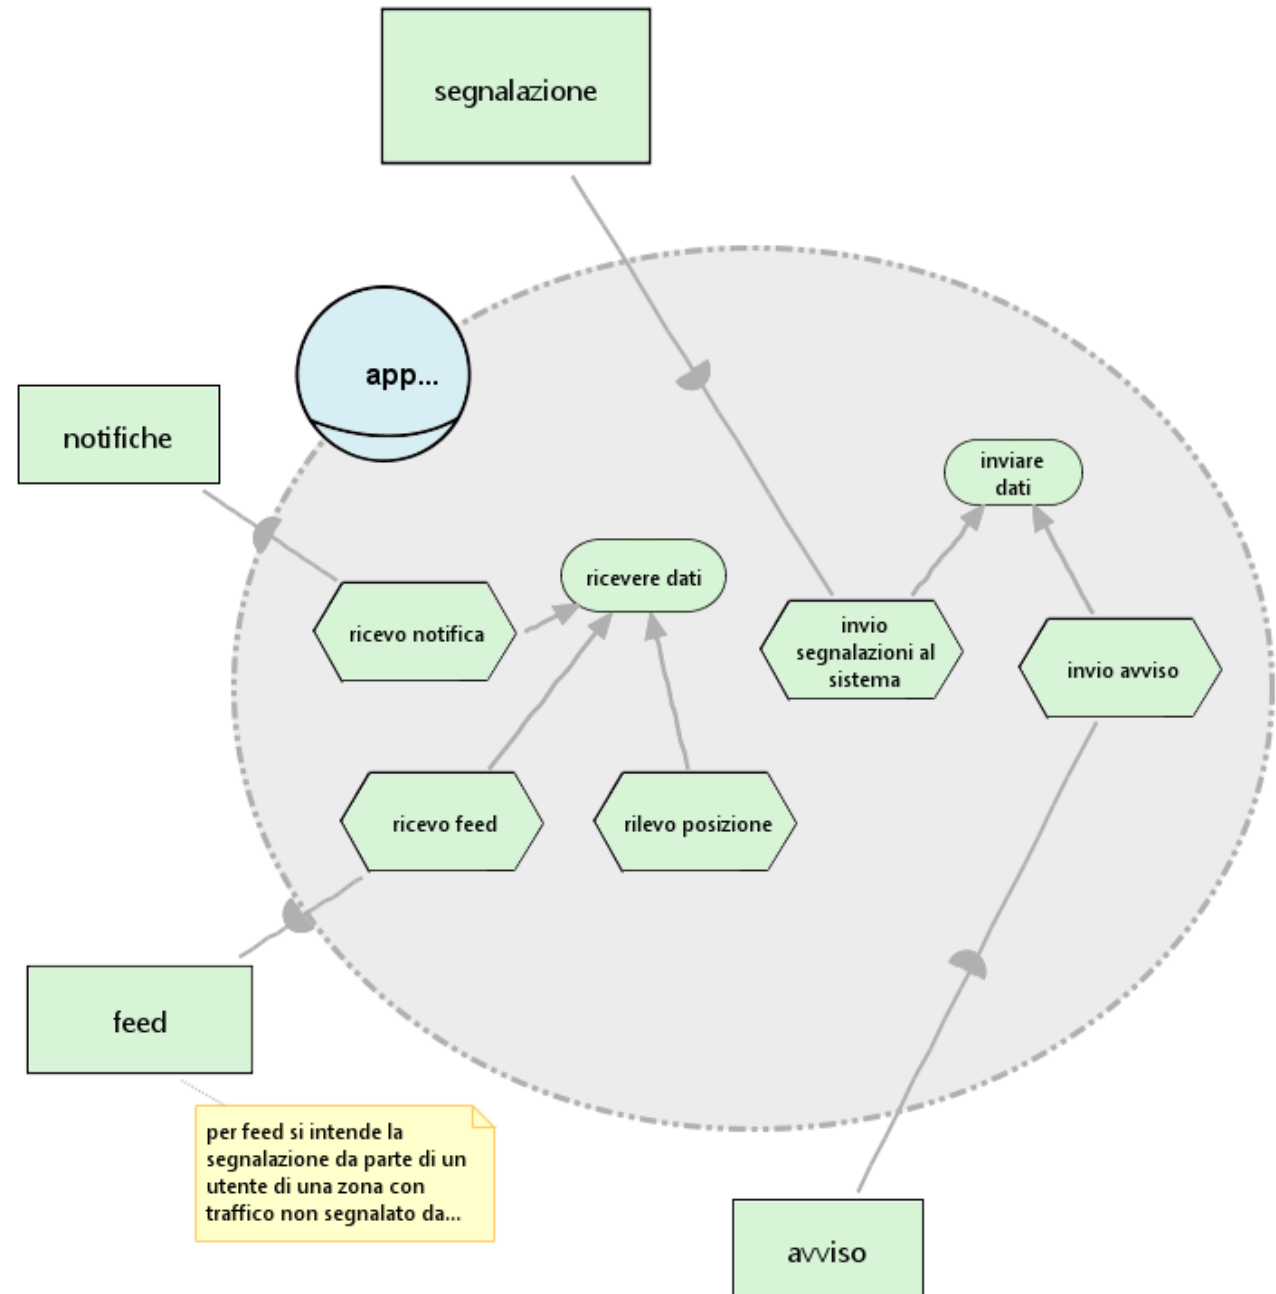 segnalazione
app...
notifiche
inviare
dati
ricevere dati
ricevo notifica
invio
segnalazioni al
sistema
invio avviso
ricevo feed
rilevo posizione
feed
per feed si intende la
segnalazione da parte di un
utente di una zona con
traffico non segnalato da...
avviso